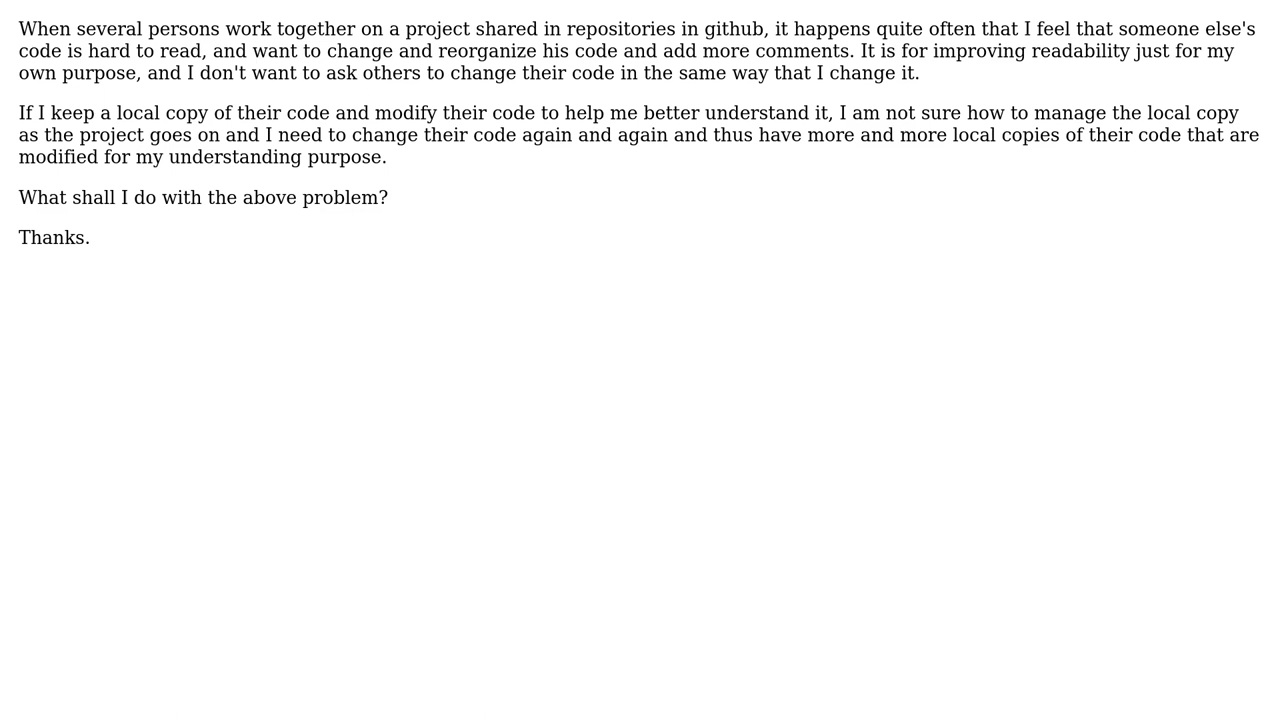 When several persons work together on a project shared in repositories in github, it happens quite often that I feel that someone else's
code is hard to read, and want to change and reorganize his code and add more comments. It is for improving readability just for my
own purpose, and I don't want to ask others to change their code in the same way that I change it.
If I keep a local copy of their code and modify their code to help me better understand it, I am not sure how to manage the local copy
as the project goes on and I need to change their code again and again and thus have more and more local copies of their code that are
modified for my understanding purpose.
What shall I do with the above problem?
Thanks.